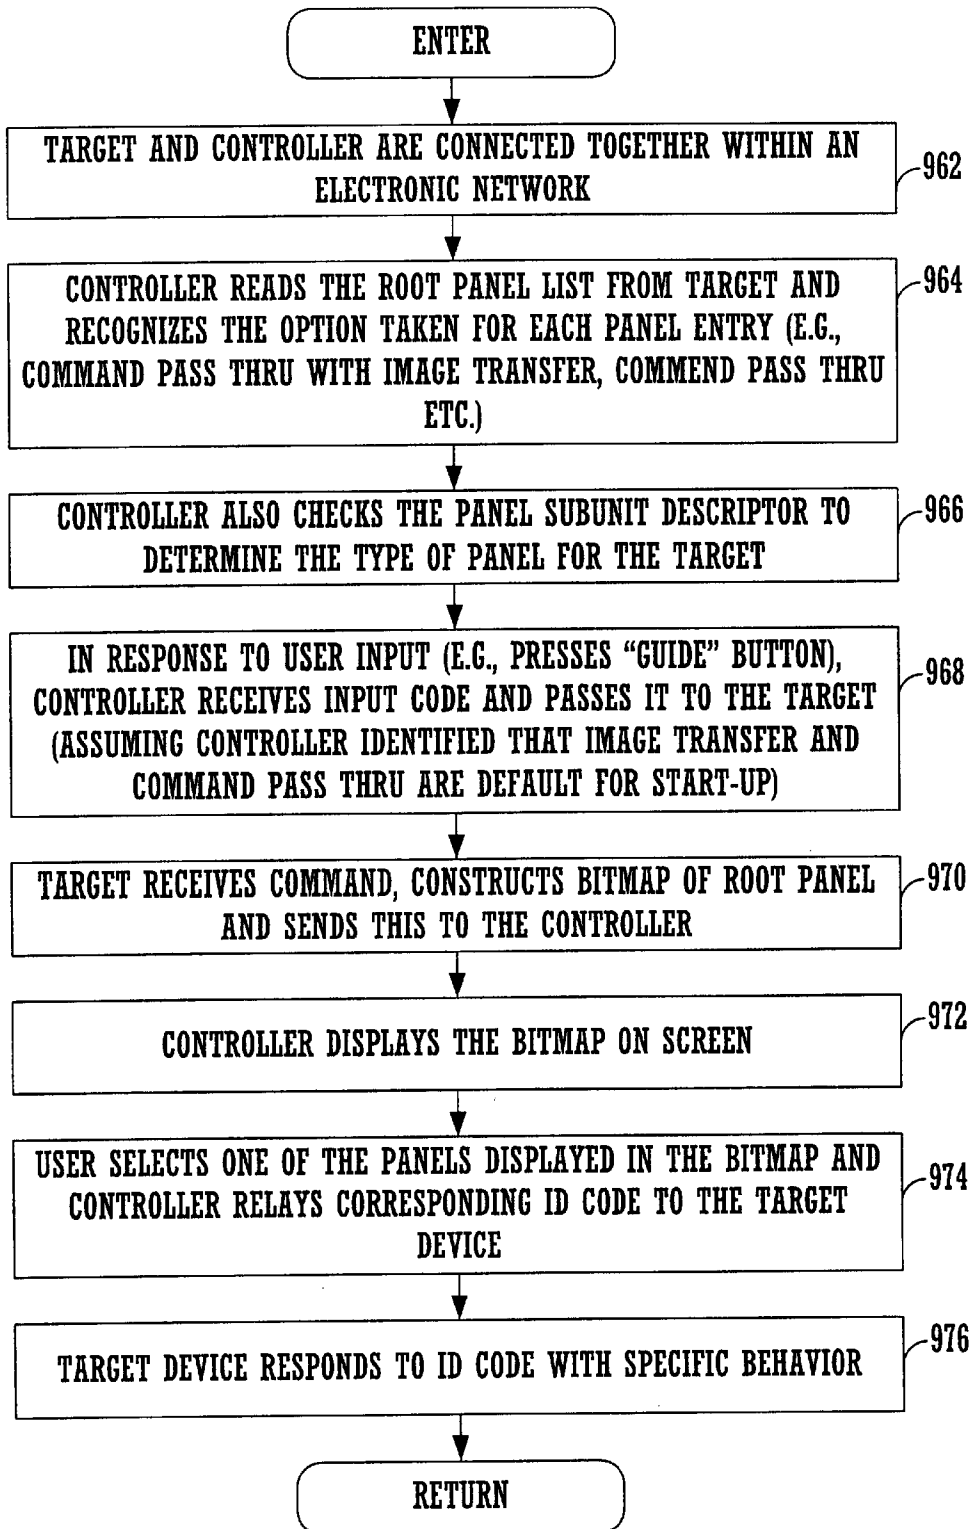 ENTER
TARGET AND CONTROLLER ARE CONNECTED TOGETHER WITHIN AN
ELECTRONIC NETWORK
962
CONTROLLER READS THE ROOT PANEL LIST FROM TARGET AND
RECOGNIZES THE OPTION TAKEN FOR EACH PANEL ENTRY (E.G.,
COMMAND PASS THRU WITH IMAGE TRANSFER, COMMEND PASS THRU
ETC.)
964
CONTROLLER ALSO CHECKS THE PANEL SUBUNIT DESCRIPTOR TO
DETERMINE THE TYPE OF PANEL FOR THE TARGET
966
IN RESPONSE TO USER INPUT (E.G., PRESSES “GUIDE” BUTTON),
CONTROLLER RECEIVES INPUT CODE AND PASSES IT TO THE TARGET
(ASSUMING CONTROLLER IDENTIFIED THAT IMAGE TRANSFER AND
COMMAND PASS THRU ARE DEFAULT FOR START-UP)
968
TARGET RECEIVES COMMAND, CONSTRUCTS BITMAP OF ROOT PANEL
AND SENDS THIS TO THE CONTROLLER
970
CONTROLLER DISPLAYS THE BITMAP ON SCREEN
972
USER SELECTS ONE OF THE PANELS DISPLAYED IN THE BITMAP AND
CONTROLLER RELAYS CORRESPONDING ID CODE TO THE TARGET
DEVICE
974
TARGET DEVICE RESPONDS TO ID CODE WITH SPECIFIC BEHAVIOR
976
RETURN